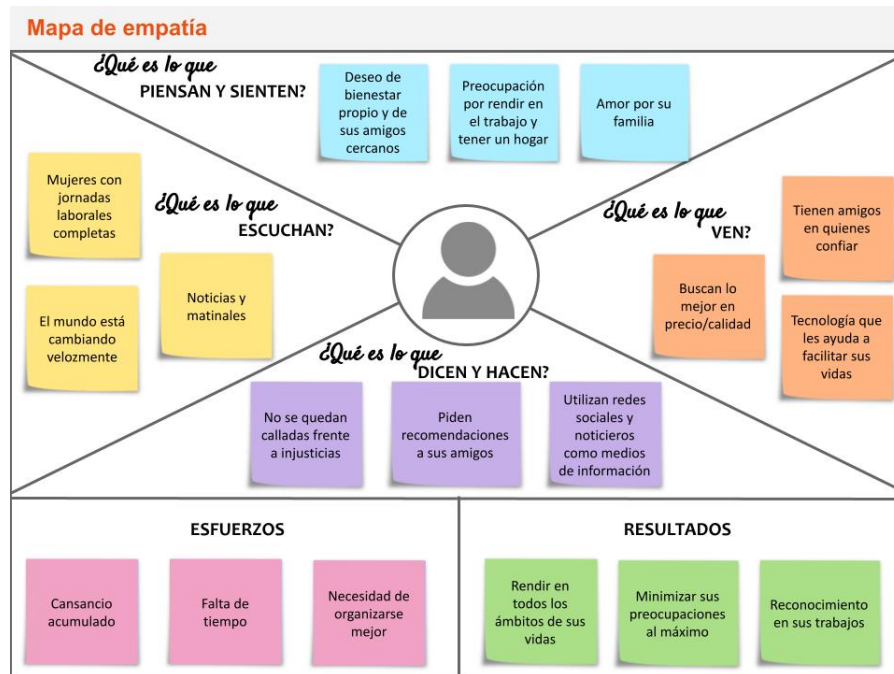 Mapa de empatía
¿Qué es lo que
PIENSAN Y SIENTEN?
Deseo de
bienestar
propio y de
sus amigos
cercanos
Preocupación
por rendir en
el trabajo y
tener un hogar
Amor por su
familia
Mujeres con
jornadas
laborales
completas
¿Qué es lo que
ESCUCHAN?
El mundo está
cambiando
velozmente
Noticias y
matinales
¿Qué es lo que
VEN?
Tienen amigos
en quienes
confiar
Buscan lo
mejor en
precio/calidad
Tecnología que
les ayuda a
facilitar sus
vidas
¿Qué es lo que
DICEN Y HACEN?
No se quedan
calladas frente
a injusticias
Piden
recomendaciones
a sus amigos
Utilizan redes
sociales y
noticieros
como medios
de información
ESFUERZOS
Cansancio
acumulado
Falta de
tiempo
Necesidad de
organizarse
mejor
RESULTADOS
Rendir en
todos los
ámbitos de sus
vidas
Minimizar sus
preocupaciones
al máximo
Reconocimiento
en sus trabajos